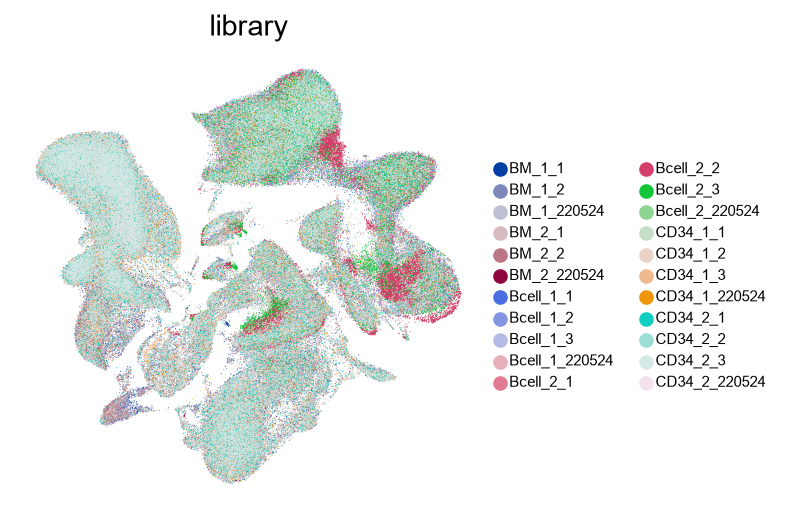 library
BM_1_1
BM_1_2
BM_1_220524
BM_2_1
BM_2_2
BM_2_220524
Bcell_1_1
Bcell_1_2
Bcell_1_3
Bcell_1_220524
Bcell_2_1
Bcell_2_2
Bcell_2_3
Bcell_2_220524
CD34_1_1
CD34_1_2
CD34_1_3
CD34_1_220524
CD34_2_1
CD34_2_2
CD34_2_3
CD34_2_220524